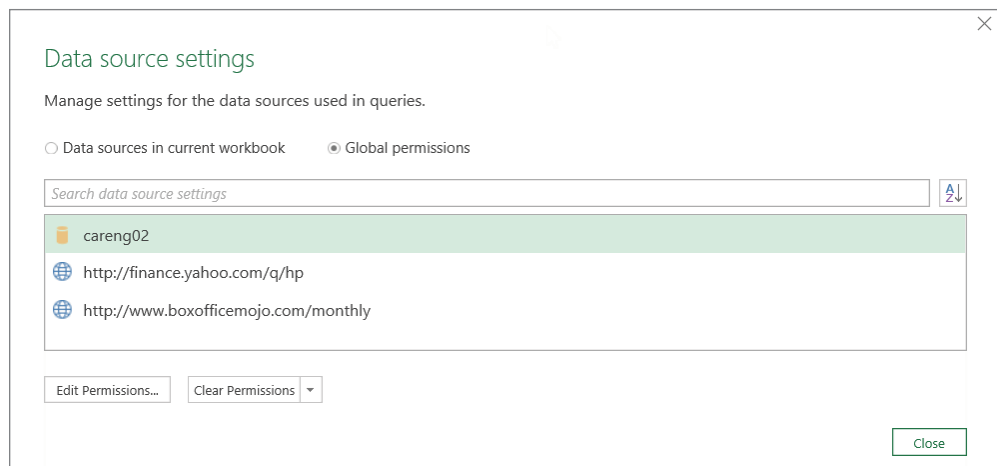 Data source settings
Manage settings for the data sources used in queries.
Data sources in current workbook Global permissions
Search data source settings
A
Z
careng02
http://finance.yahoo.com/q/hp
http://www.boxofficemojo.com/monthly
Edit Permissions... Clear Permissions
Close